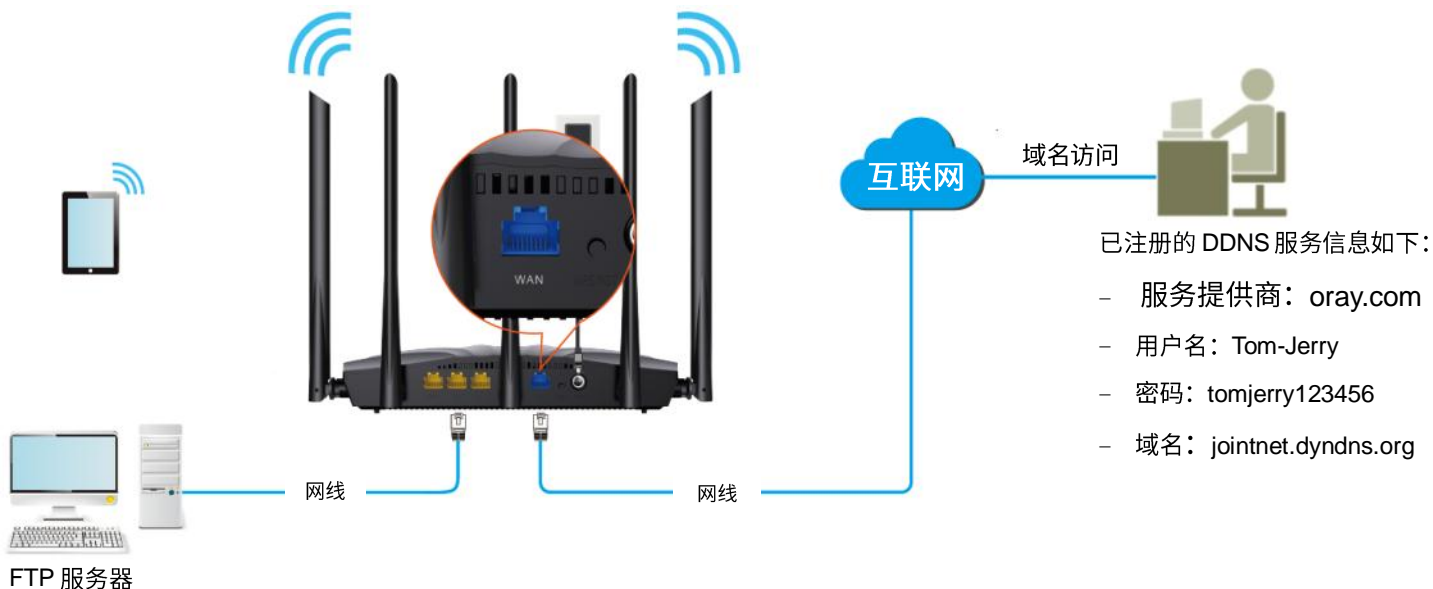 互联网
域名访问
已注册的 DDNS 服务信息如下：
– 服务提供商：oray.com
– 用户名：Tom-Jerry
– 密码：tomjerry123456
– 域名：jointnet.dyndns.org
WAN
网线
网线
FTP 服务器